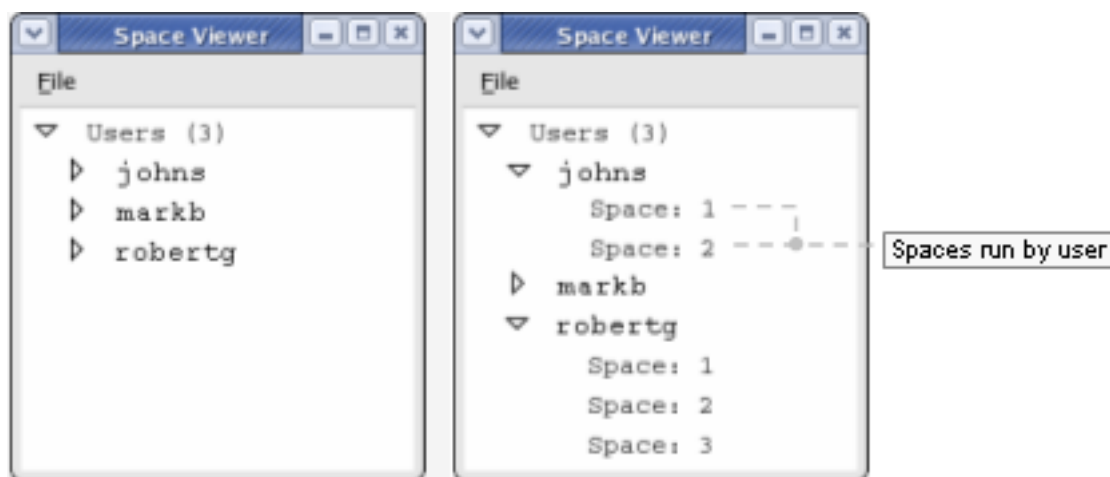 Space Viewer
File
Users (3)
johns
markb
robertg
Space Viewer
File
Users (3)
johns
Space: 1
Space: 2
Spaces run by user
markb
robertg
Space: 1
Space: 2
Space: 3